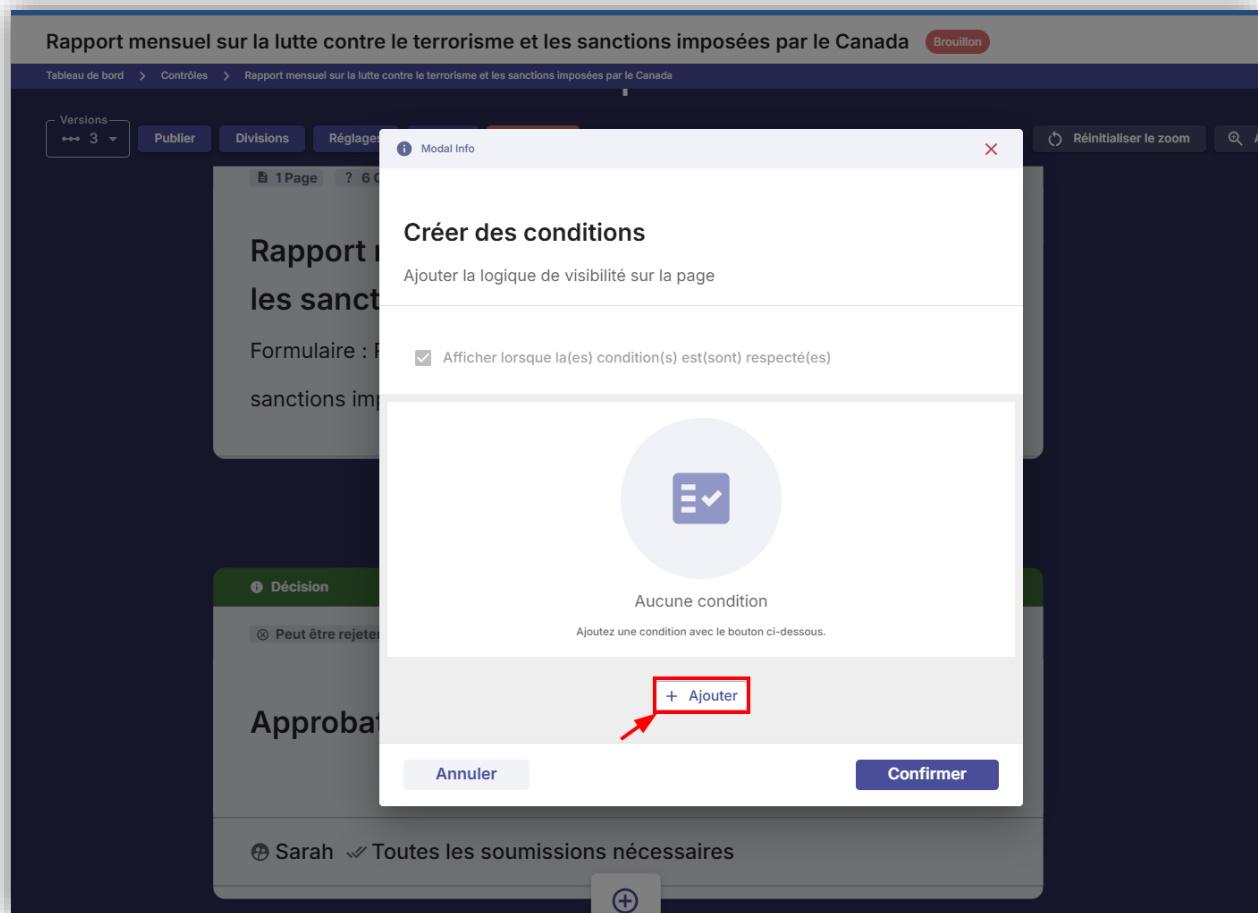 Rapport mensuel sur la lutte contre le terrorisme et les sanctions imposées par le Canada Brouillon
Tableau de bord > Contrôles > Rapport mensuel sur la lutte contre le terrorisme et les sanctions imposées par le Canada
Versions
3 Publier Divisions Réglages Réinitialiser le zoom
Modal Info
1 Page ? 6
Créer des conditions
Rapport
Ajouter la logique de visibilité sur la page
les sanct
Formulaire :
Afficher lorsque la(es) condition(s) est(sont) respecté(es)
sanctions im
Aucune condition
Décision
Ajoutez une condition avec le bouton ci-dessous.
Peut être rejeter
+ Ajouter
Approbat
Annuler Confirmer
Sarah Toutes les soumissions nécessaires